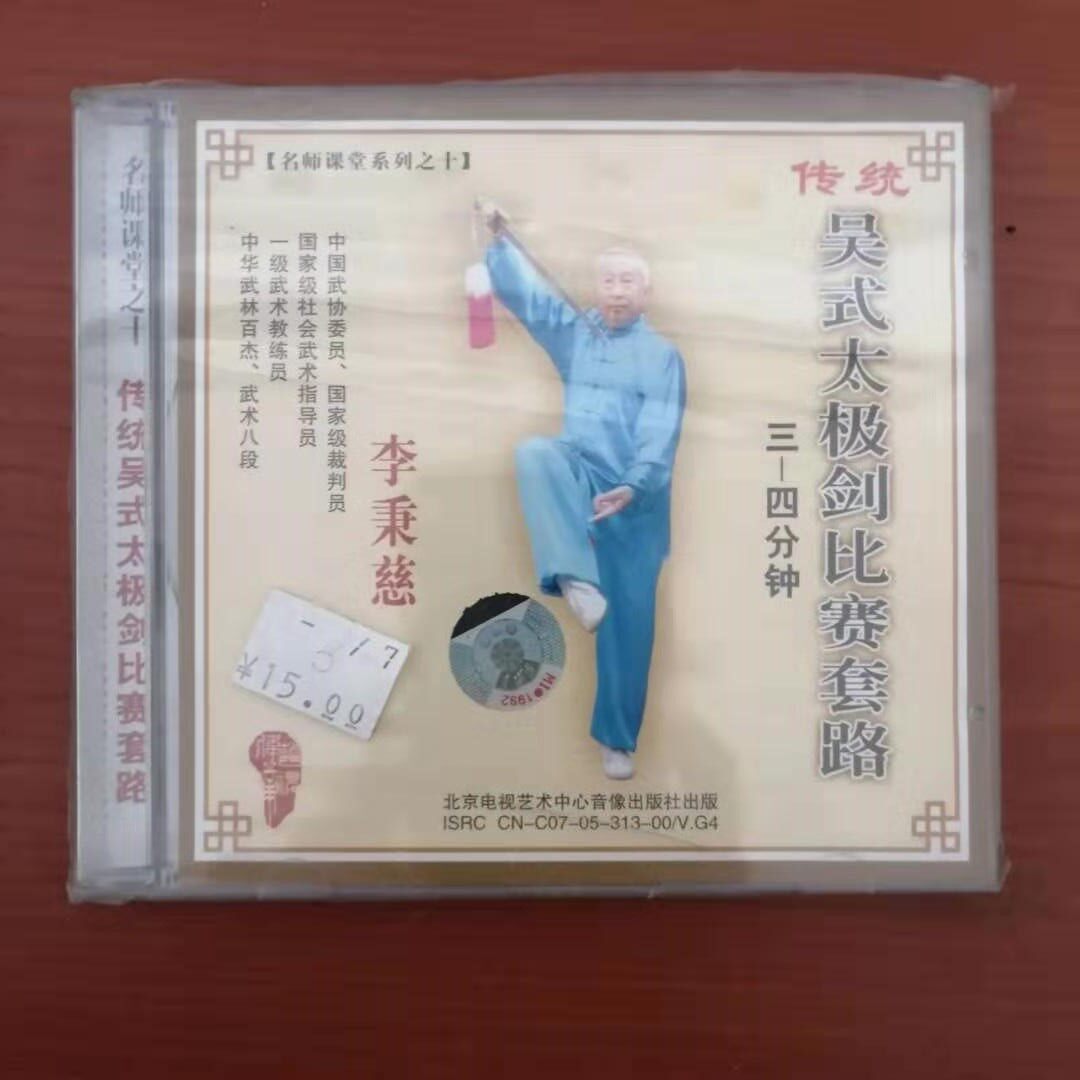 【名师课堂系列之十】
传统
吴式太极剑比赛套路
三—四分钟
中国武协委员、国家级裁判员
国家级社会武术指导员
一级武术教练员
中华武林百杰、武术八段
李秉慈
¥15.00
北京电视艺术中心音像出版社出版
ISRC CN-C07-05-313-00/V.G4
名师课堂之十
传统吴式太极剑比赛套路